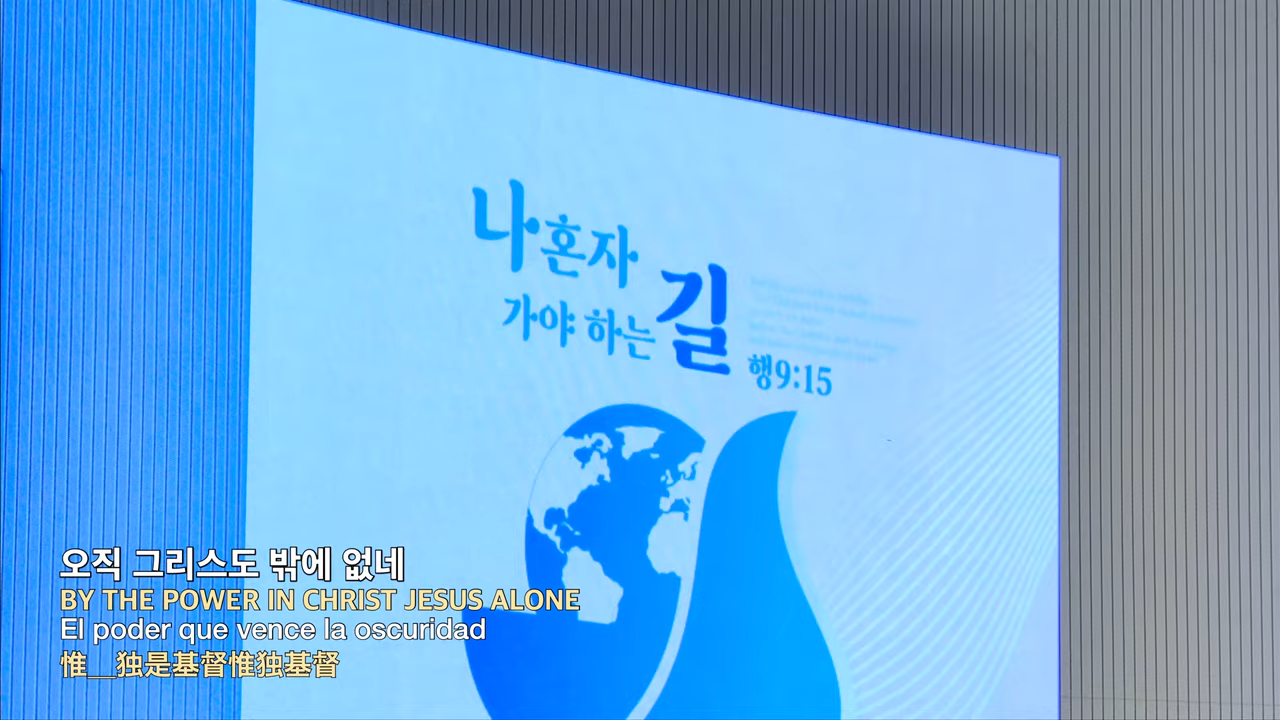 나 혼자
가야 하는 길
행9:15
오직 그리스도 밖에 없네
BY THE POWER IN CHRIST JESUS ALONE
El poder que vence la oscuridad
惟__独是基督惟独基督